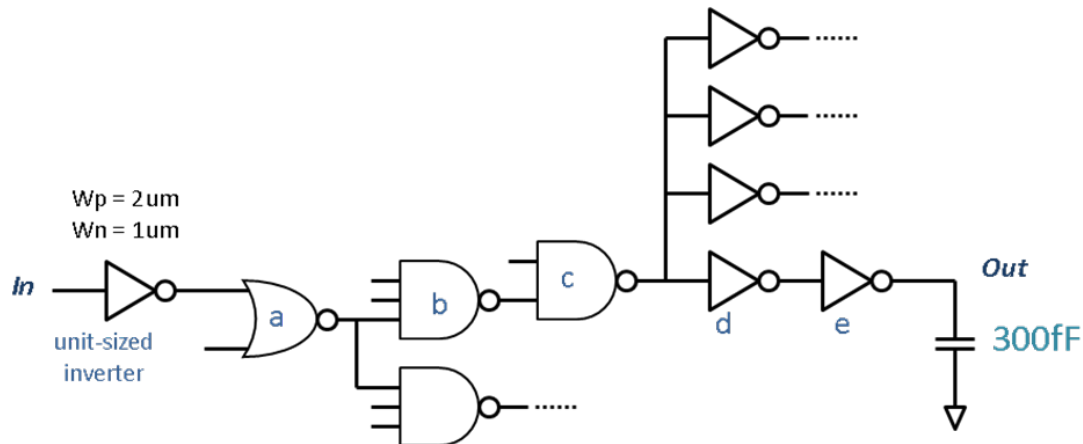 Wp = 2um
Wn = 1um
In
unit-sized
inverter
a
b
c
d
e
Out
300fF
......
......
......
......